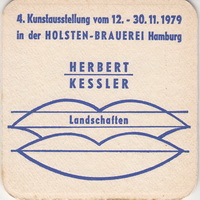 4. Kunstausstellung vom 12. - 30. 11. 1979
in der HOLSTEN-BRAUEREI Hamburg
HERBERT
KESSLER
Landschaften